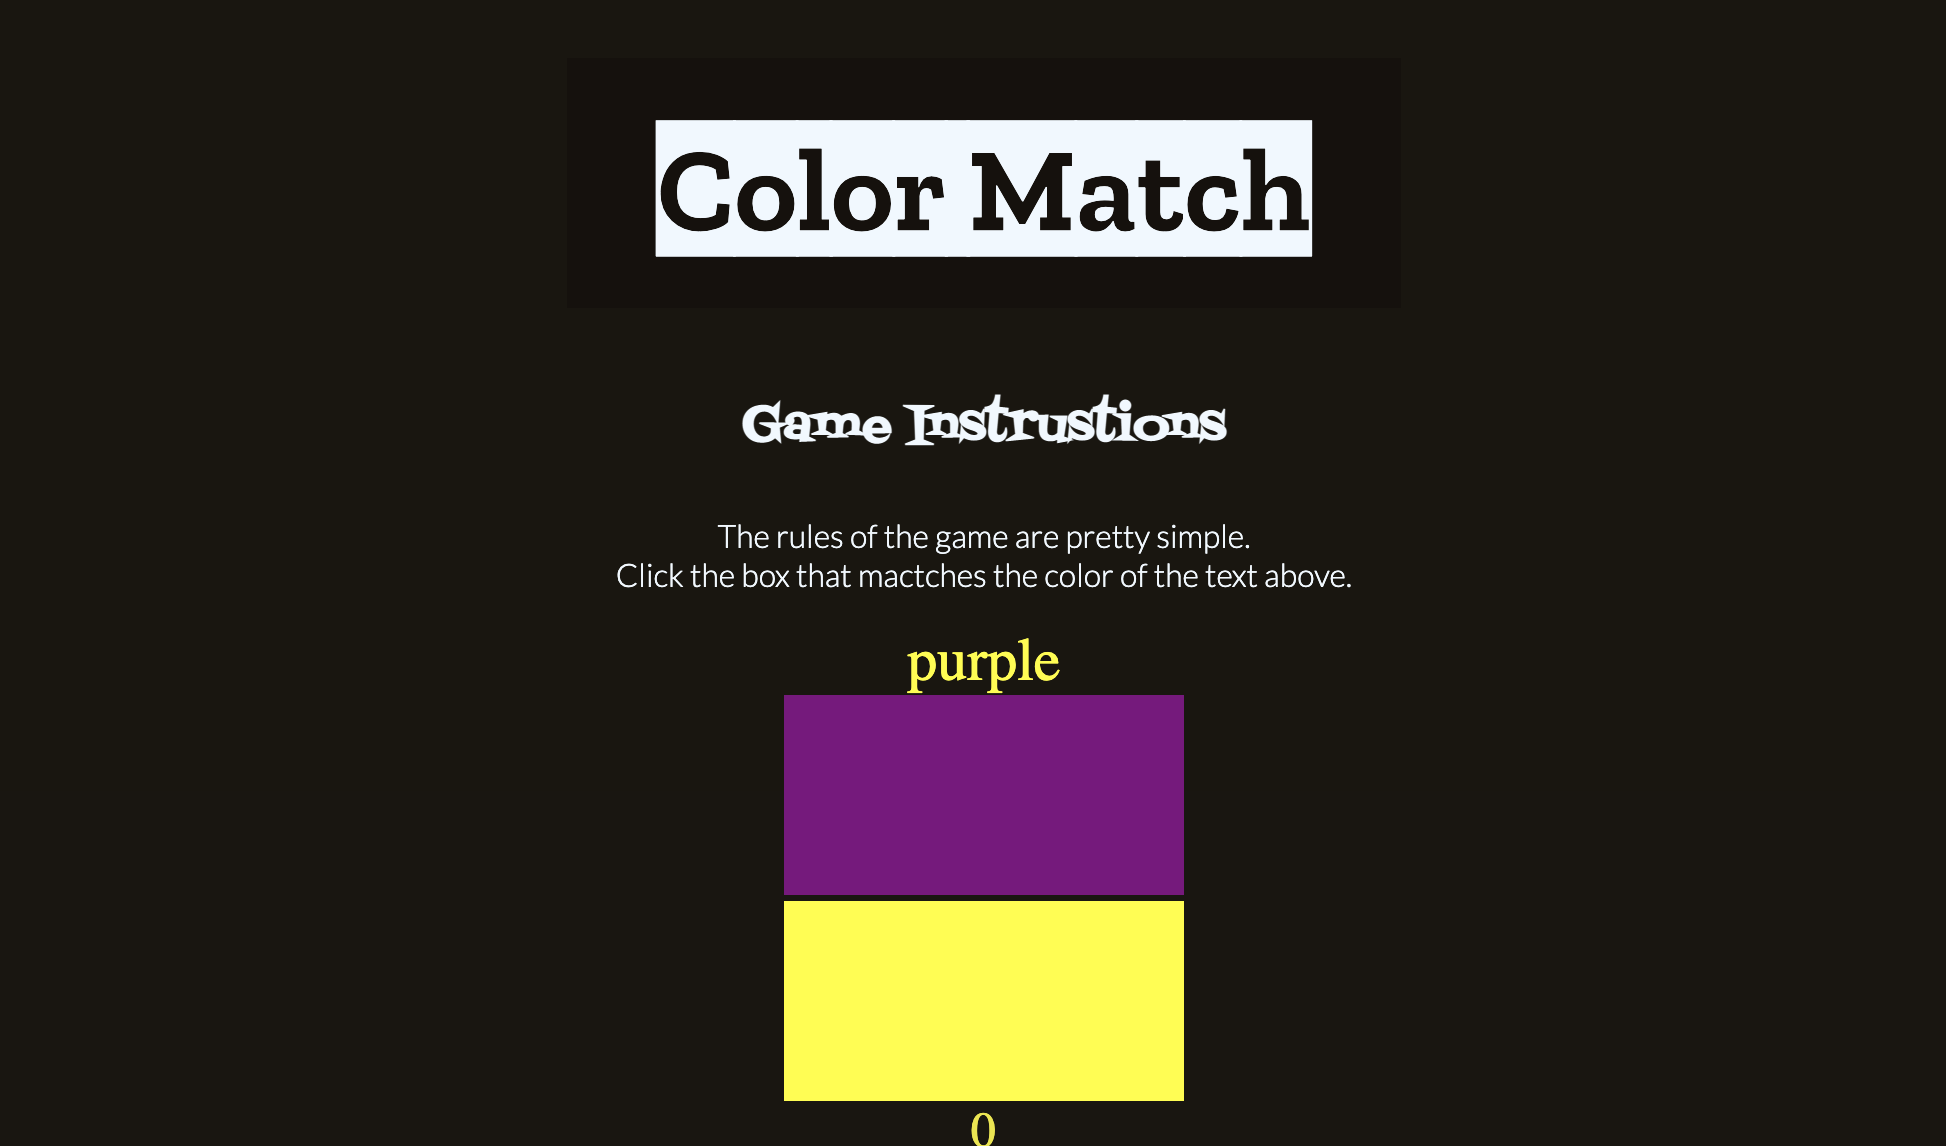 Color Match
Game Instrustions
The rules of the game are pretty simple.
Click the box that mactches the color of the text above.
purple
0